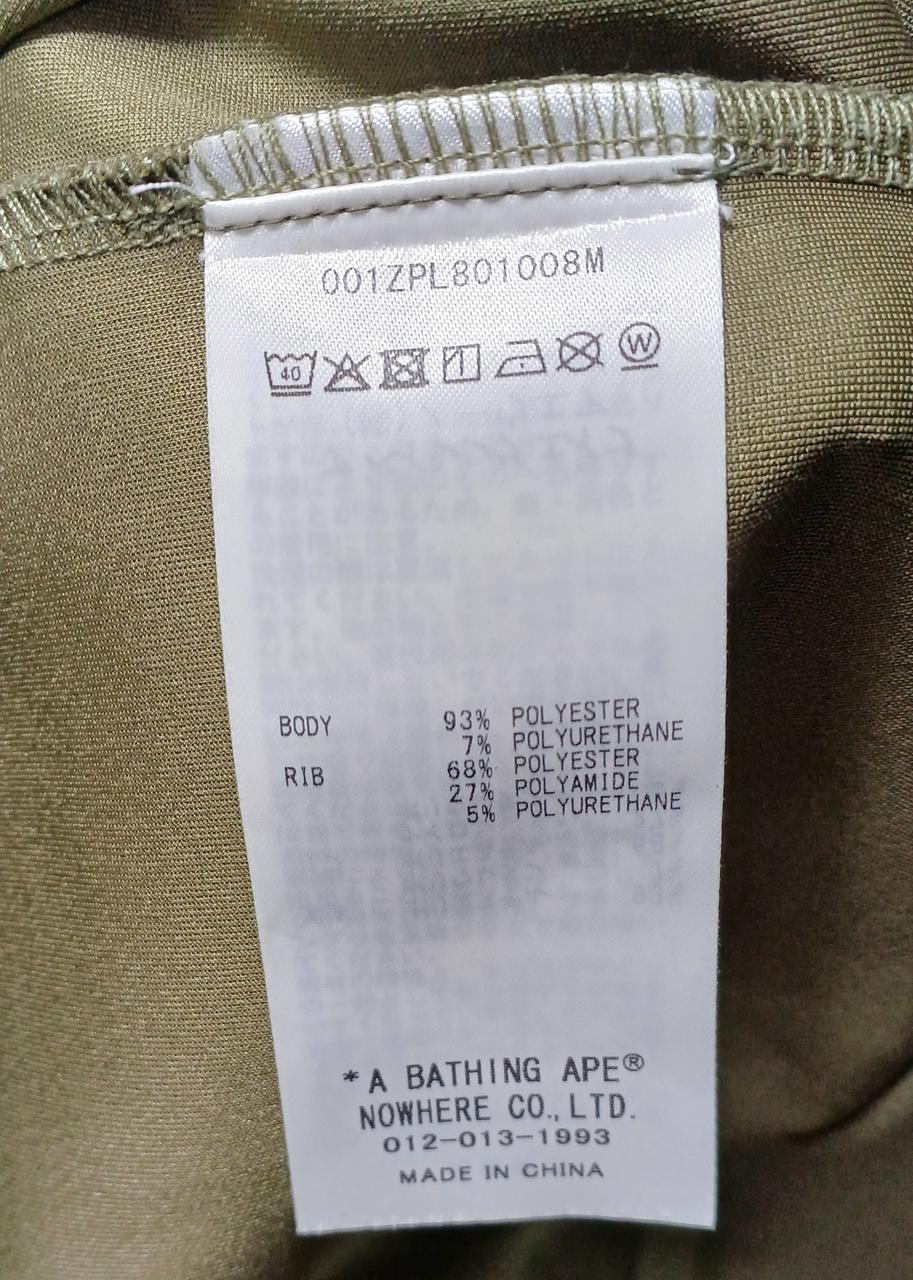 001ZPL801008M
40 W
BODY 93% POLYESTER
7% POLYURETHANE
RIB 68% POLYESTER
27% POLYAMIDE
5% POLYURETHANE
*A BATHING APE®
NOWHERE CO., LTD.
012-013-1993
MADE IN CHINA